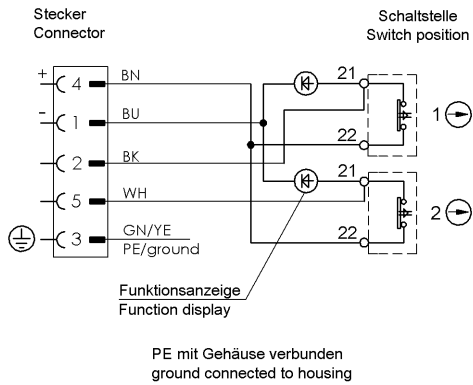 Stecker
Connector
Schaltstelle
Switch position
+
4
BN
21
1
−
1
BU
22
2
BK
21
2
5
WH
22
3
GN/YE
PE/ground
Funktionsanzeige
Function display
PE mit Gehäuse verbunden
ground connected to housing